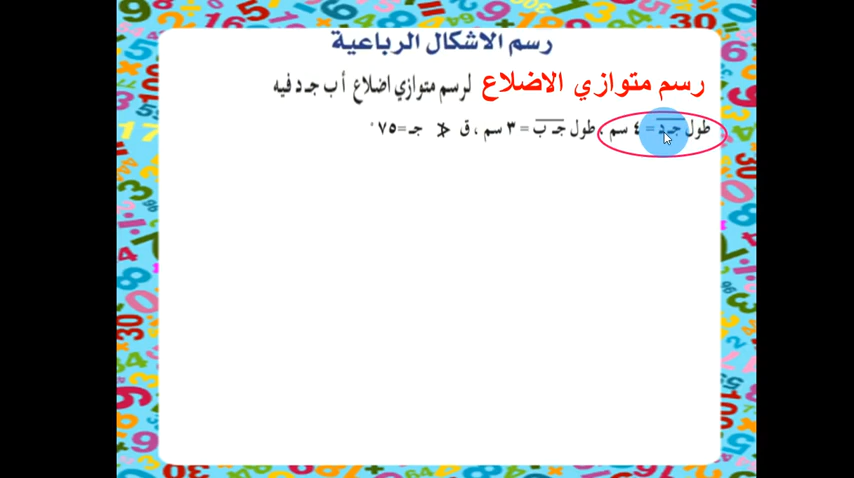 رسم الاشكال الرباعية
رسم متوازي الاضلاع لرسم متوازي اضلاع أ ب جـ د فيه
طول جـ د = ٤ سم ، طول جـ ب = ٣ سم ، ق ∢ جـ = ٧٥°